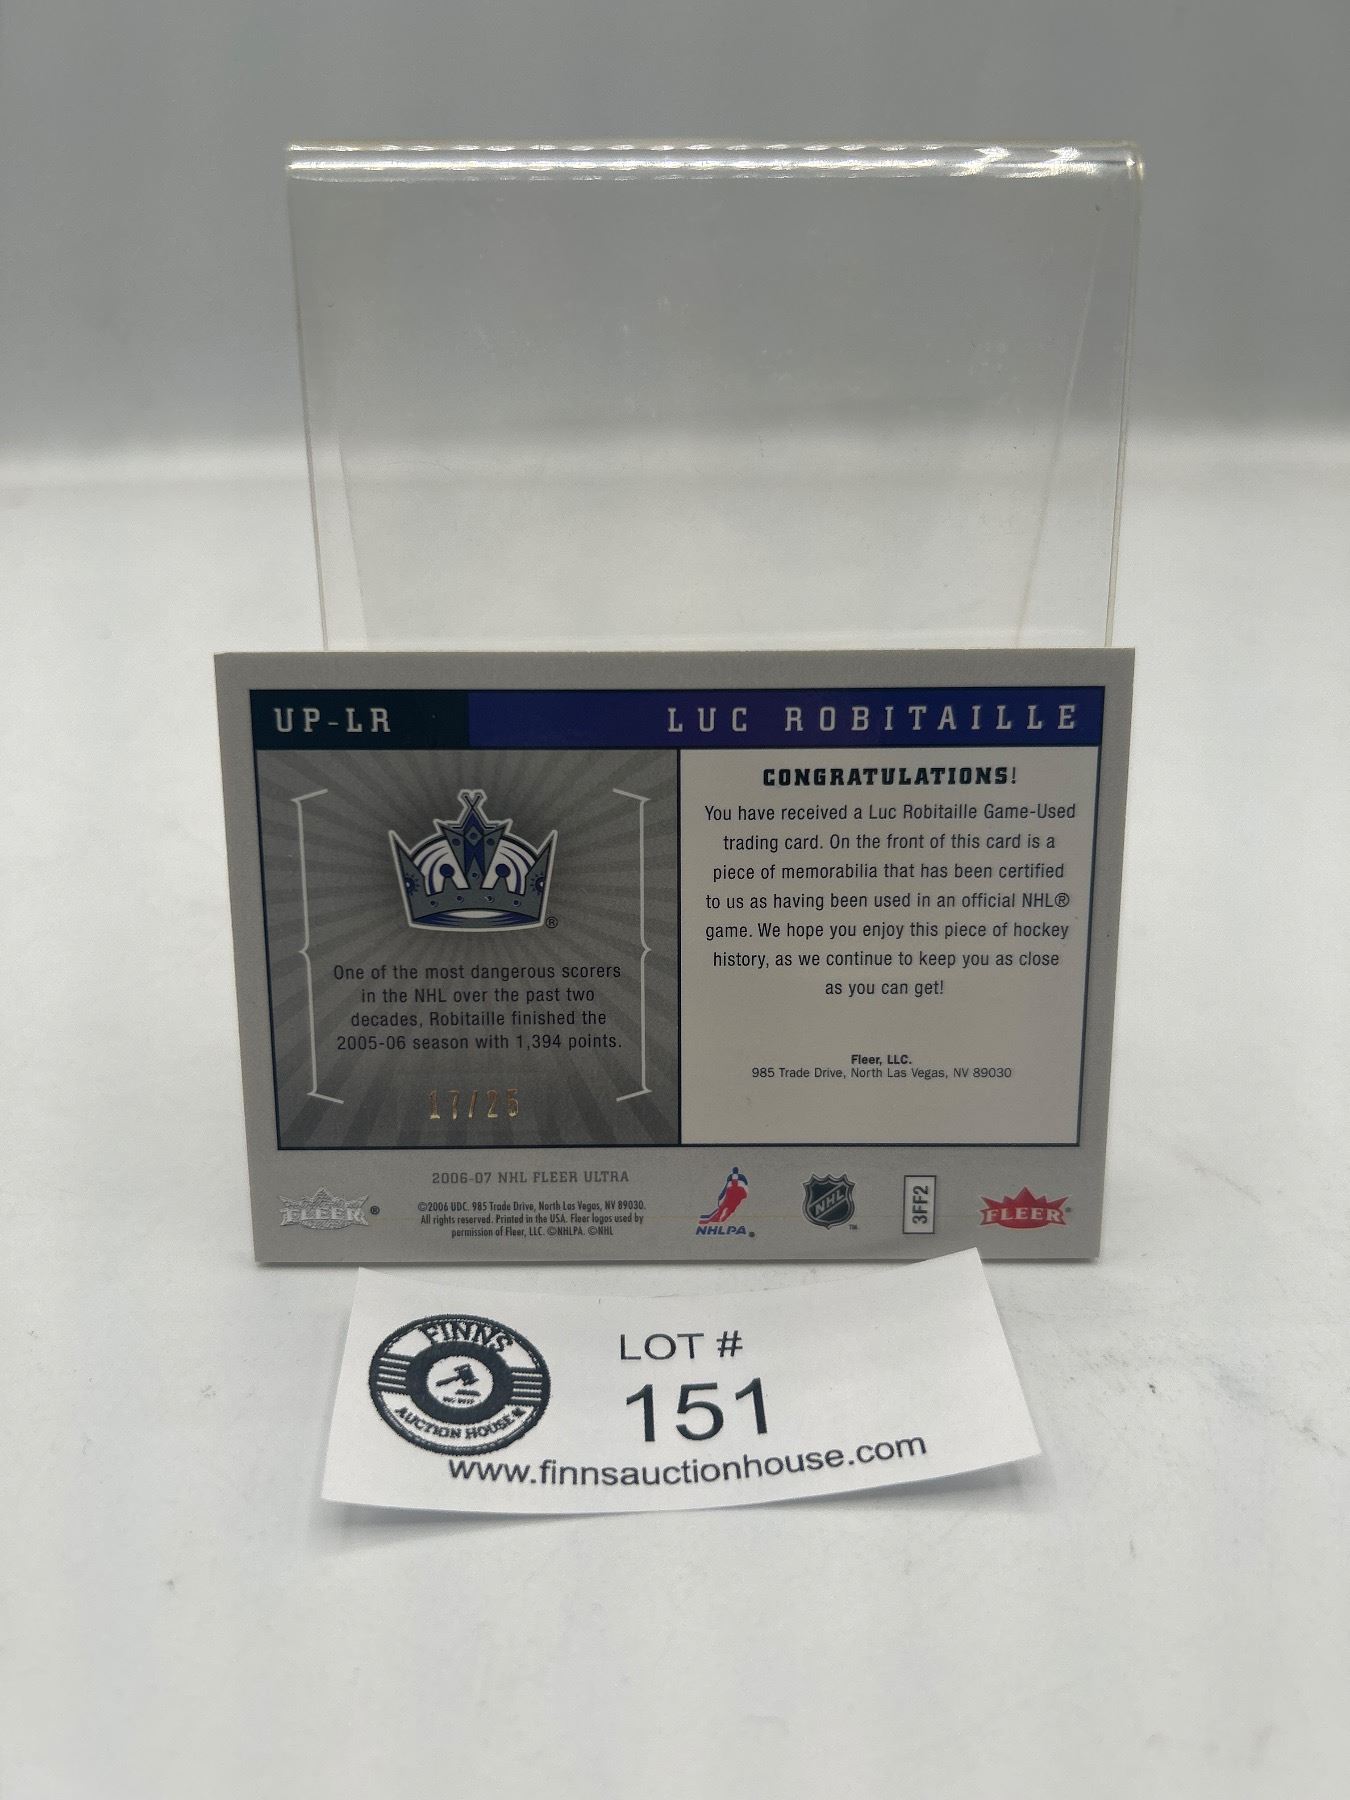 UP-LR
LUC ROBITAILLE
®
One of the most dangerous scorers
in the NHL over the past two
decades, Robitaille finished the
2005-06 season with 1,394 points.
17/25
CONGRATULATIONS!
You have received a Luc Robitaille Game-Used
trading card. On the front of this card is a
piece of memorabilia that has been certified
to us as having been used in an official NHL®
game. We hope you enjoy this piece of hockey
history, as we continue to keep you as close
as you can get!
Fleer, LLC.
985 Trade Drive, North Las Vegas, NV 89030
FLEER®
2006-07 NHL FLEER ULTRA
©2006 UDC. 985 Trade Drive, North Las Vegas, NV 89030.
All rights reserved. Printed in the USA. Fleer logos used by
permission of Fleer, LLC. ©NHLPA. ©NHL
NHLPA®
NHL™
3FF2
FLEER®
FINNS
AUCTION HOUSE
LOT #
151
www.finnsauctionhouse.com